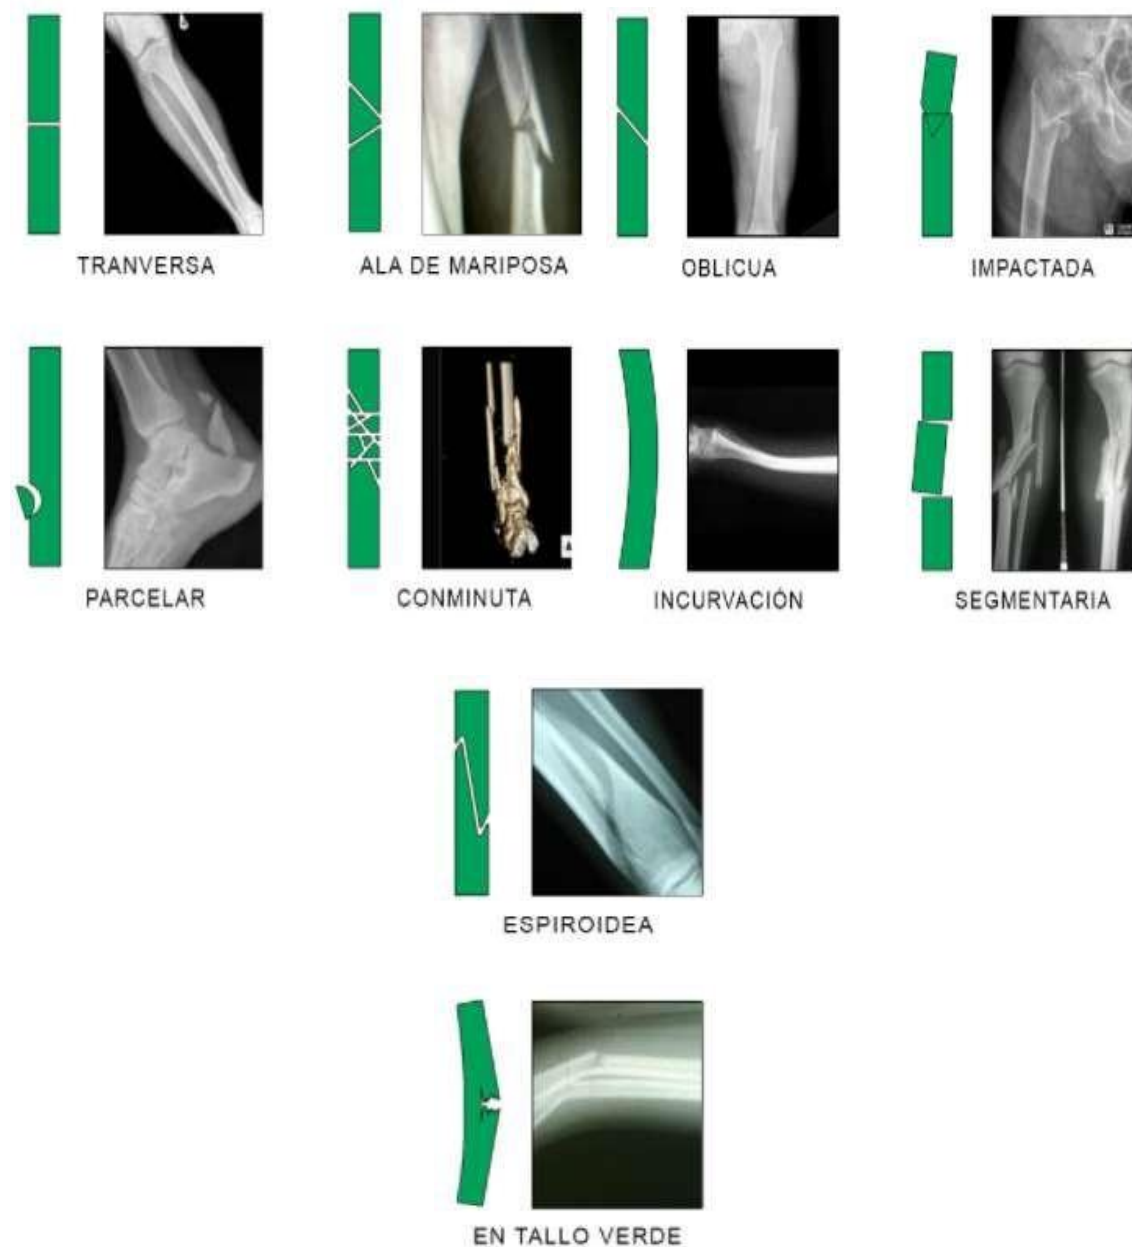 TRANVERSA
ALA DE MARIPOSA
OBLICUA
IMPACTADA
PARCELAR
CONMINUTA
INCURVACIÓN
SEGMENTARIA
ESPIROIDEA
EN TALLO VERDE